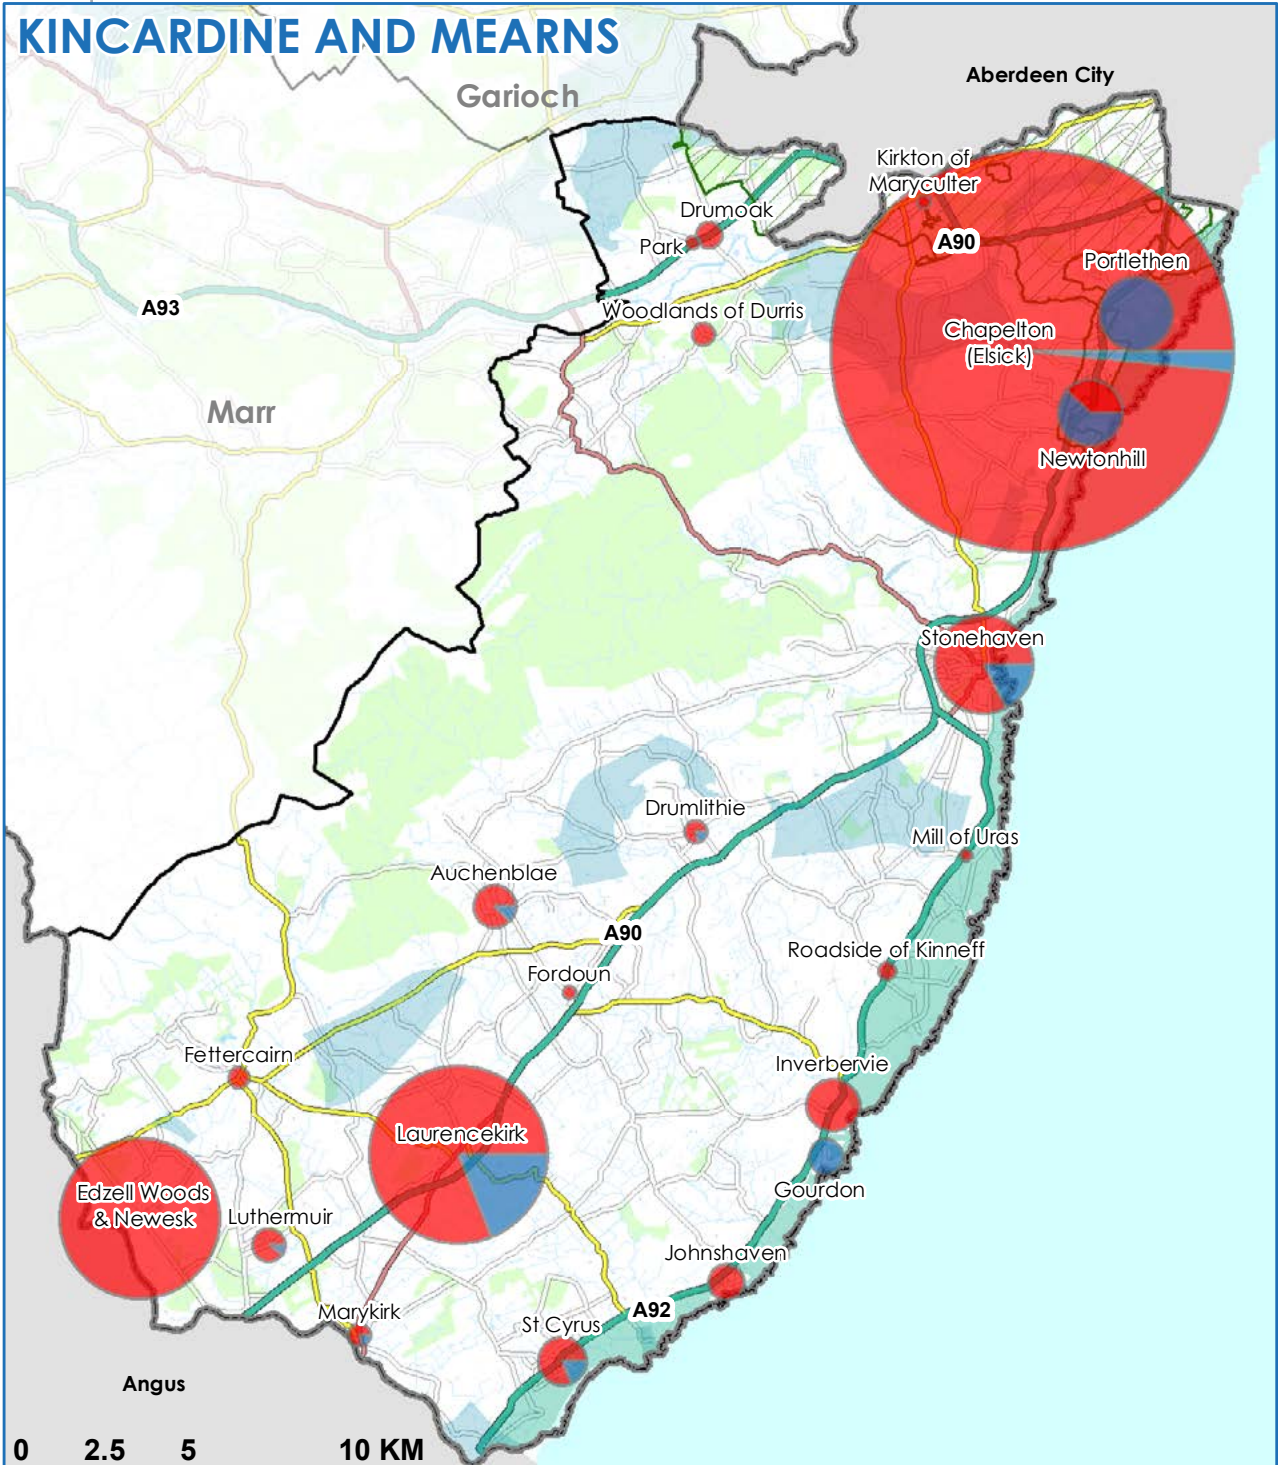 KINCARDINE AND MEARNS
Aberdeen City
Garioch
Kirkton of
Maryculter
Drumoak
Park
A90
Portlethen
A93
Woodlands of Durris
Chapelton
(Elsick)
Marr
Newtonhill
Stonehaven
Drumlithie
Mill of Uras
Auchenblae
A90
Roadside of Kinneff
Fordoun
Fettercairn
Inverbervie
Laurencekirk
Edzell Woods
& Newesk
Gourdon
Luthermuir
Johnshaven
Marykirk
A92
St Cyrus
Angus
0 2.5 5 10 KM